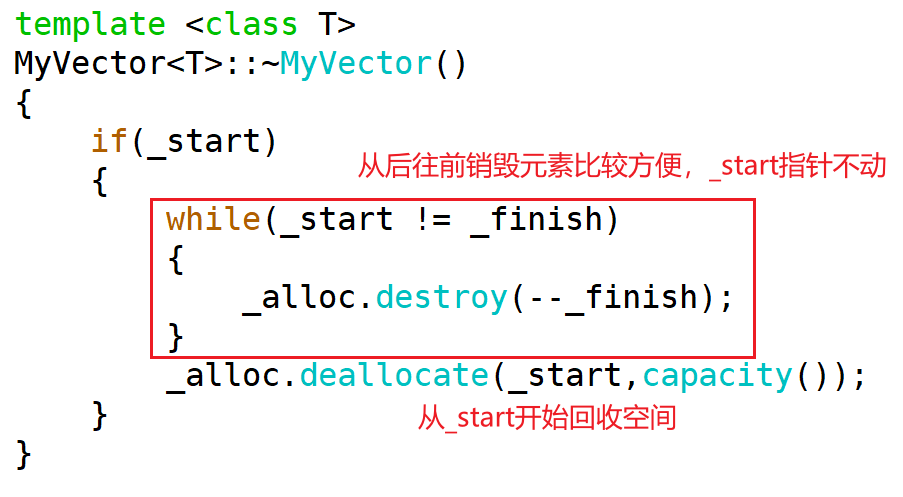 template <class T>
MyVector<T>::~MyVector()
{
    if(_start)
    {
从后往前销毁元素比较方便，_start指针不动
        while(_start != _finish)
        {
            _alloc.destroy(--_finish);
        }
        _alloc.deallocate(_start,capacity());
    }
从_start开始回收空间
}